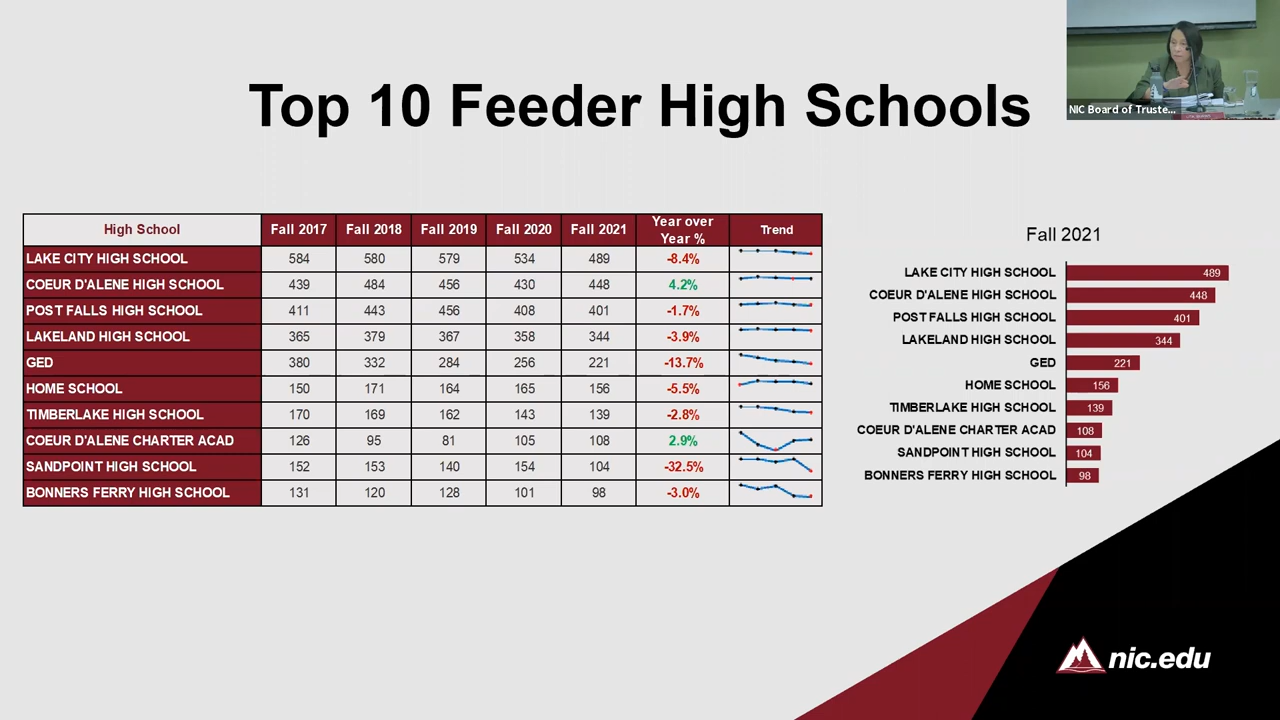 Top 10 Feeder High Schools
NIC Board of Truste...
High School Fall 2017 Fall 2018 Fall 2019 Fall 2020 Fall 2021 Year over Year % Trend
LAKE CITY HIGH SCHOOL 584 580 579 534 489 -8.4%
COEUR D'ALENE HIGH SCHOOL 439 484 456 430 448 4.2%
POST FALLS HIGH SCHOOL 411 443 456 408 401 -1.7%
LAKELAND HIGH SCHOOL 365 379 367 358 344 -3.9%
GED 380 332 284 256 221 -13.7%
HOME SCHOOL 150 171 164 165 156 -5.5%
TIMBERLAKE HIGH SCHOOL 170 169 162 143 139 -2.8%
COEUR D'ALENE CHARTER ACAD 126 95 81 105 108 2.9%
SANDPOINT HIGH SCHOOL 152 153 140 154 104 -32.5%
BONNERS FERRY HIGH SCHOOL 131 120 128 101 98 -3.0%
Fall 2021
LAKE CITY HIGH SCHOOL 489
COEUR D'ALENE HIGH SCHOOL 448
POST FALLS HIGH SCHOOL 401
LAKELAND HIGH SCHOOL 344
GED 221
HOME SCHOOL 156
TIMBERLAKE HIGH SCHOOL 139
COEUR D'ALENE CHARTER ACAD 108
SANDPOINT HIGH SCHOOL 104
BONNERS FERRY HIGH SCHOOL 98
nic.edu